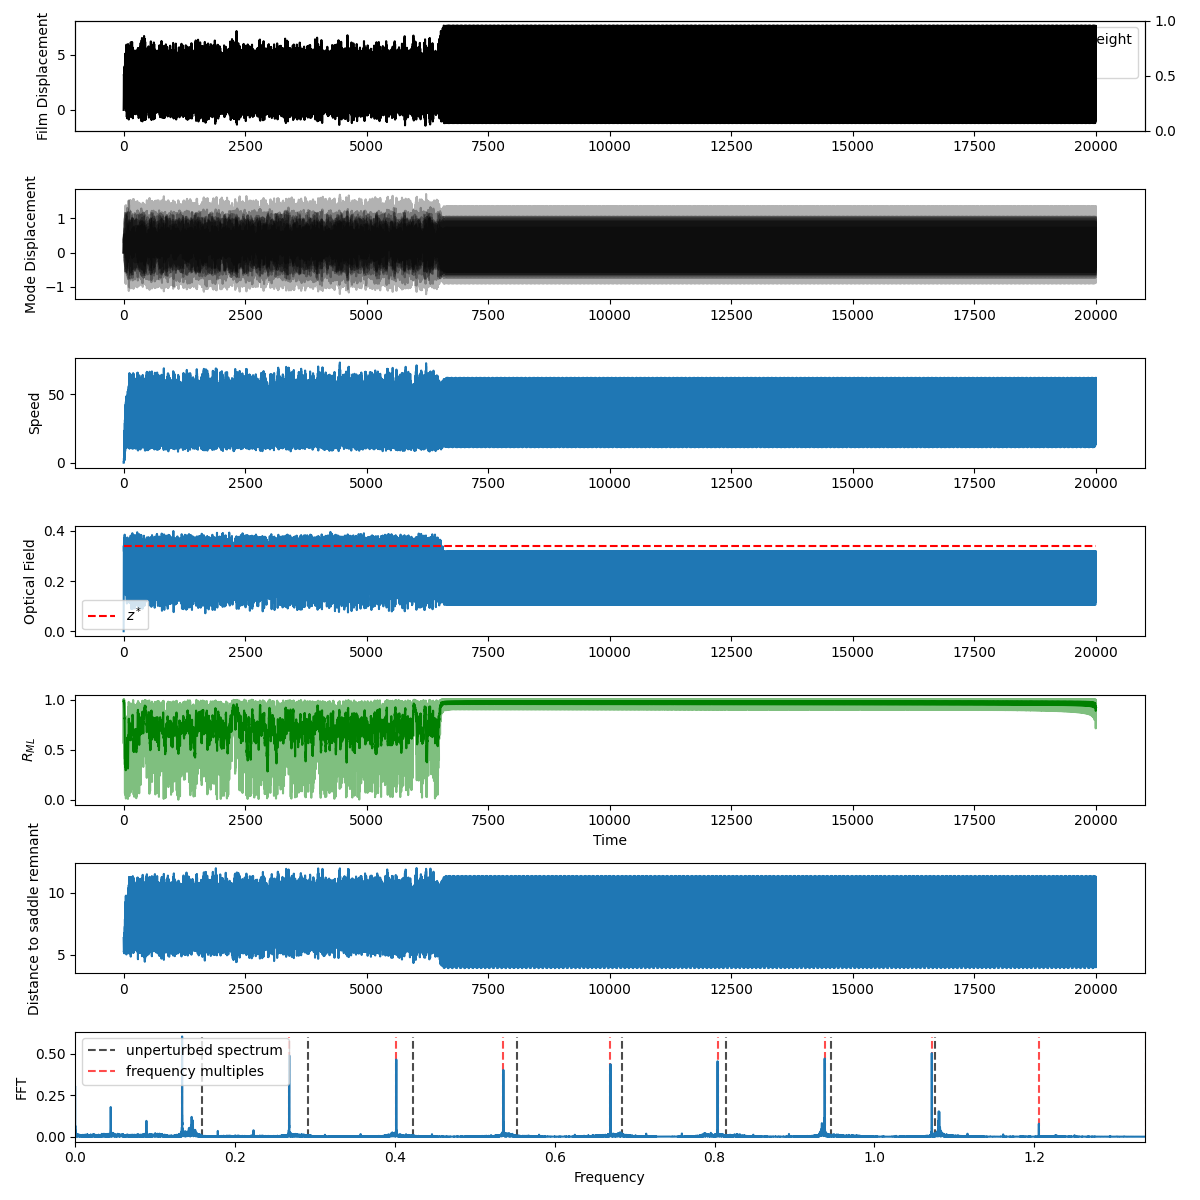 Film Displacement
5
0
eight
1.0
0.5
0.0
0 2500 5000 7500 10000 12500 15000 17500 20000
Mode Displacement
1
0
−1
0 2500 5000 7500 10000 12500 15000 17500 20000
Speed
50
0
0 2500 5000 7500 10000 12500 15000 17500 20000
Optical Field
0.4
0.2
0.0
z*
0 2500 5000 7500 10000 12500 15000 17500 20000
R_ML
1.0
0.5
0.0
0 2500 5000 7500 10000 12500 15000 17500 20000
Time
Distance to saddle remnant
10
5
0 2500 5000 7500 10000 12500 15000 17500 20000
FFT
0.50
0.25
0.00
unperturbed spectrum
frequency multiples
0.0 0.2 0.4 0.6 0.8 1.0 1.2
Frequency